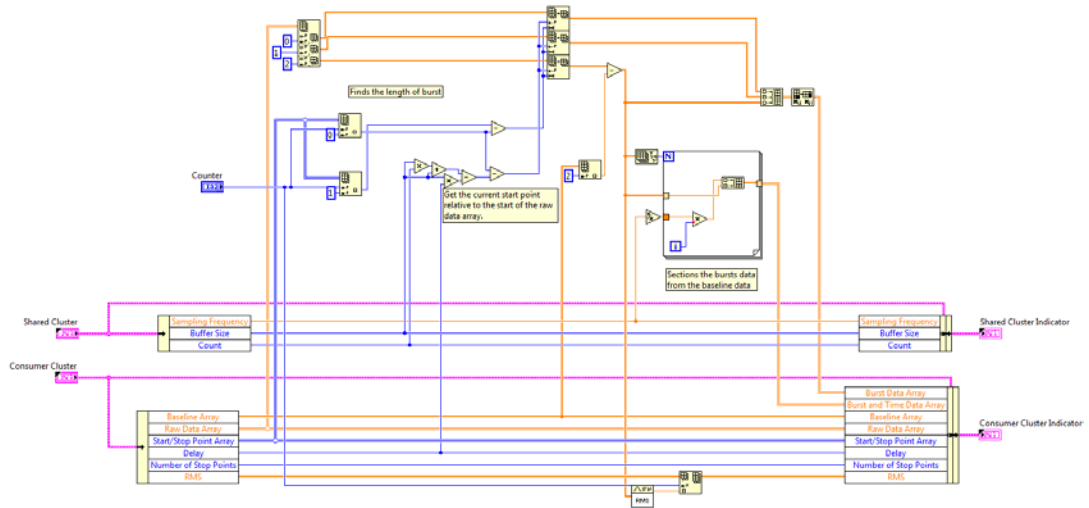 0
i
2
Finds the length of burst
0
Counter
1
2
N
Get the current start point
relative to the start of the raw
data array.
i
Sections the bursts data
from the baseline data
Shared Cluster
Sampling Frequency
Buffer Size
Count
Sampling Frequency
Buffer Size
Count
Shared Cluster Indicator
Consumer Cluster
Burst Data Array
Burst and Time Data Array
Baseline Array
Raw Data Array
Start/Stop Point Array
Delay
Number of Stop Points
RMS
Baseline Array
Raw Data Array
Start/Stop Point Array
Delay
Number of Stop Points
RMS
Consumer Cluster Indicator
RMS